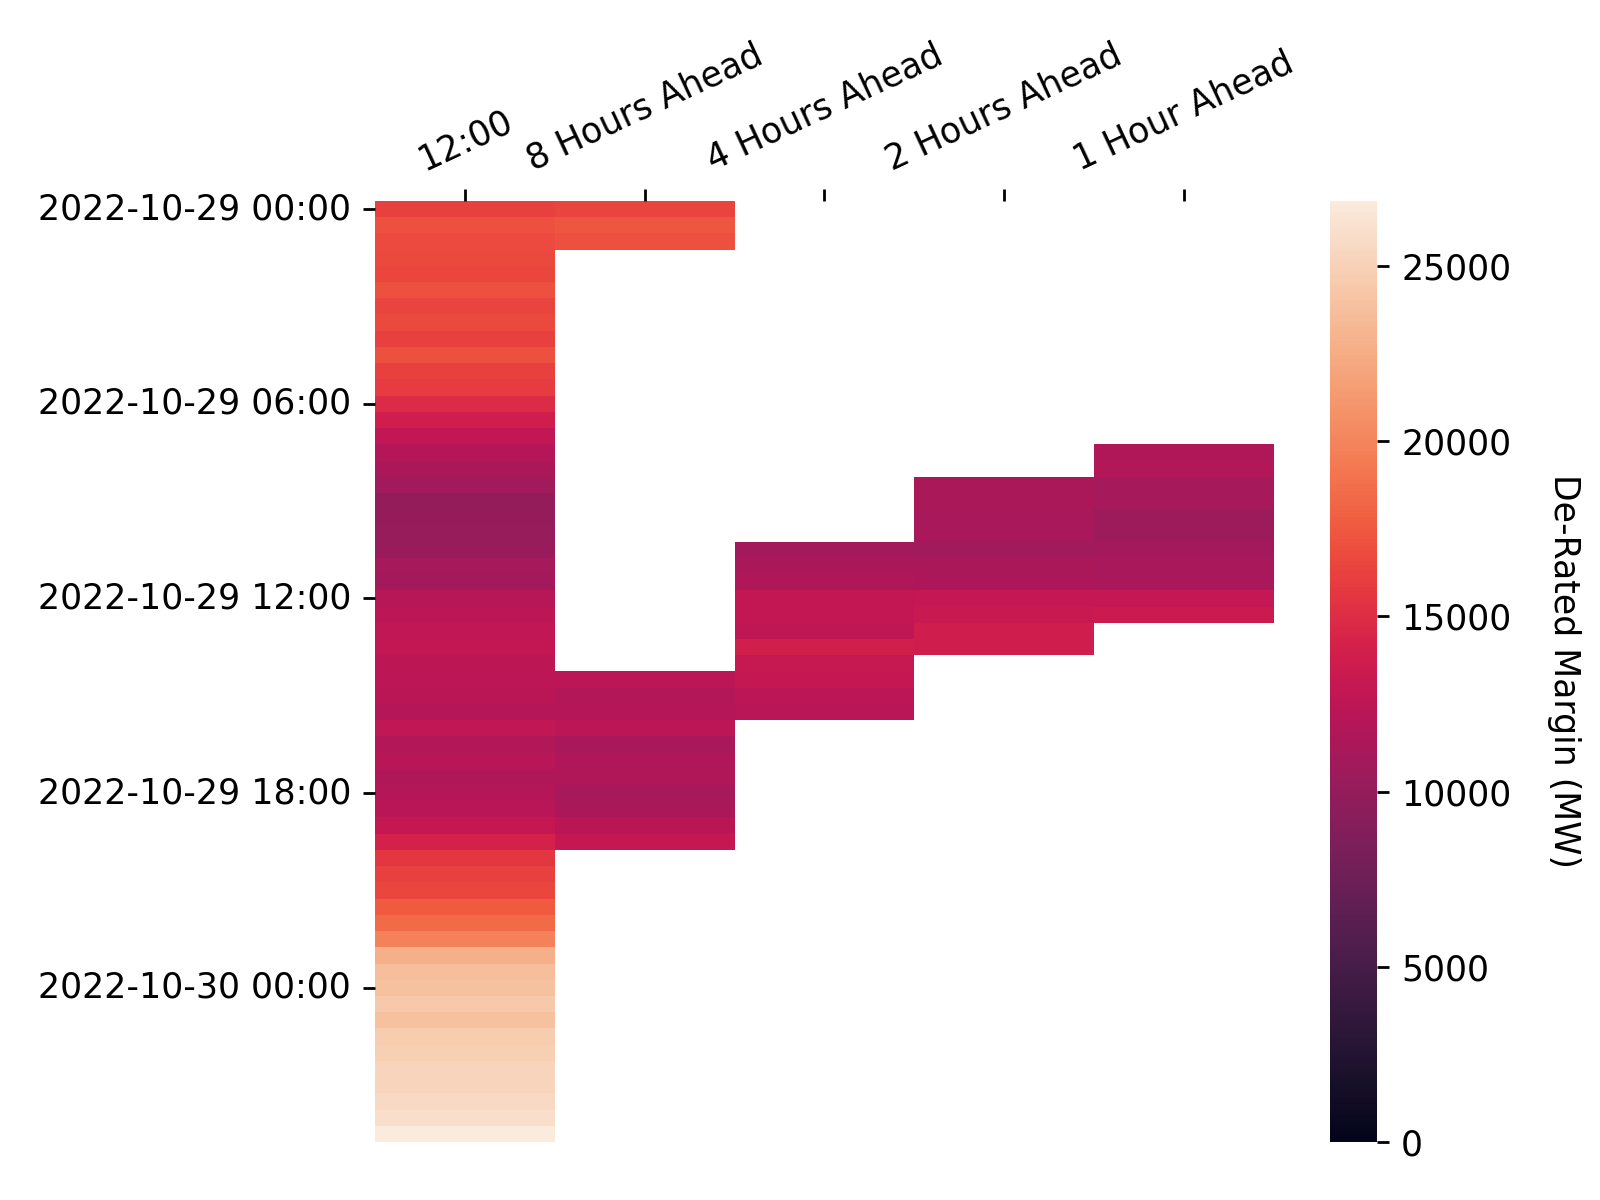 12:00
8 Hours Ahead
4 Hours Ahead
2 Hours Ahead
1 Hour Ahead
2022-10-29 00:00
2022-10-29 06:00
2022-10-29 12:00
2022-10-29 18:00
2022-10-30 00:00
25000
20000
15000
10000
5000
0
De-Rated Margin (MW)